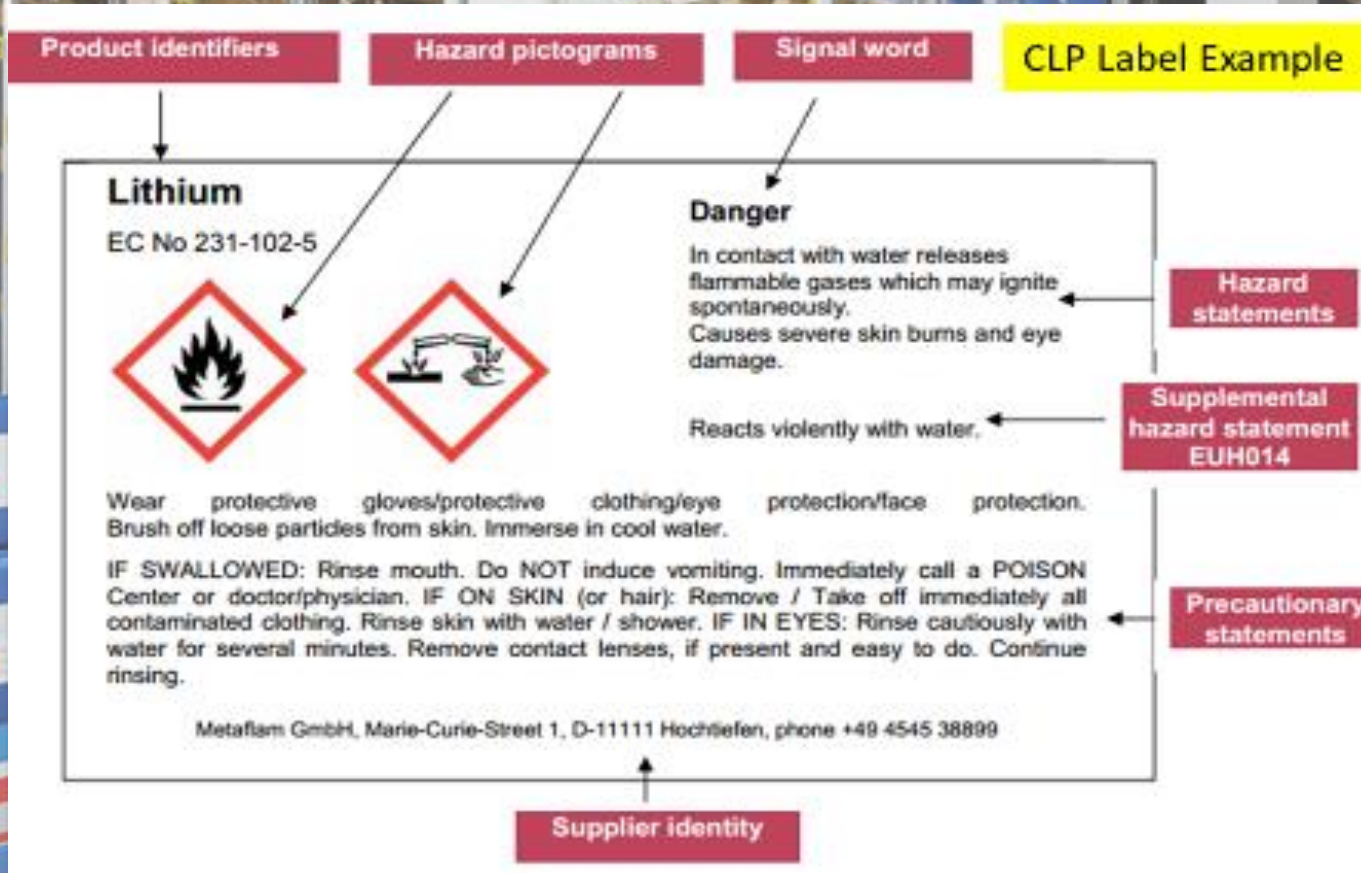 Product identifiers
Hazard pictograms
Signal word
CLP Label Example
Lithium
EC No 231-102-5
Danger
In contact with water releases
flammable gases which may ignite
spontaneously.
Causes severe skin burns and eye
damage.
Hazard
statements
Reacts violently with water.
Supplemental
hazard statement
EUH014
Wear protective gloves/protective clothing/eye protection/face protection.
Brush off loose particles from skin. Immerse in cool water.
IF SWALLOWED: Rinse mouth. Do NOT induce vomiting. Immediately call a POISON
Center or doctor/physician. IF ON SKIN (or hair): Remove / Take off immediately all
contaminated clothing. Rinse skin with water / shower. IF IN EYES: Rinse cautiously with
water for several minutes. Remove contact lenses, if present and easy to do. Continue
rinsing.
Precautionary
statements
Metaflam GmbH, Marie-Curie-Street 1, D-11111 Hochtiefen, phone +49 4545 38899
Supplier identity